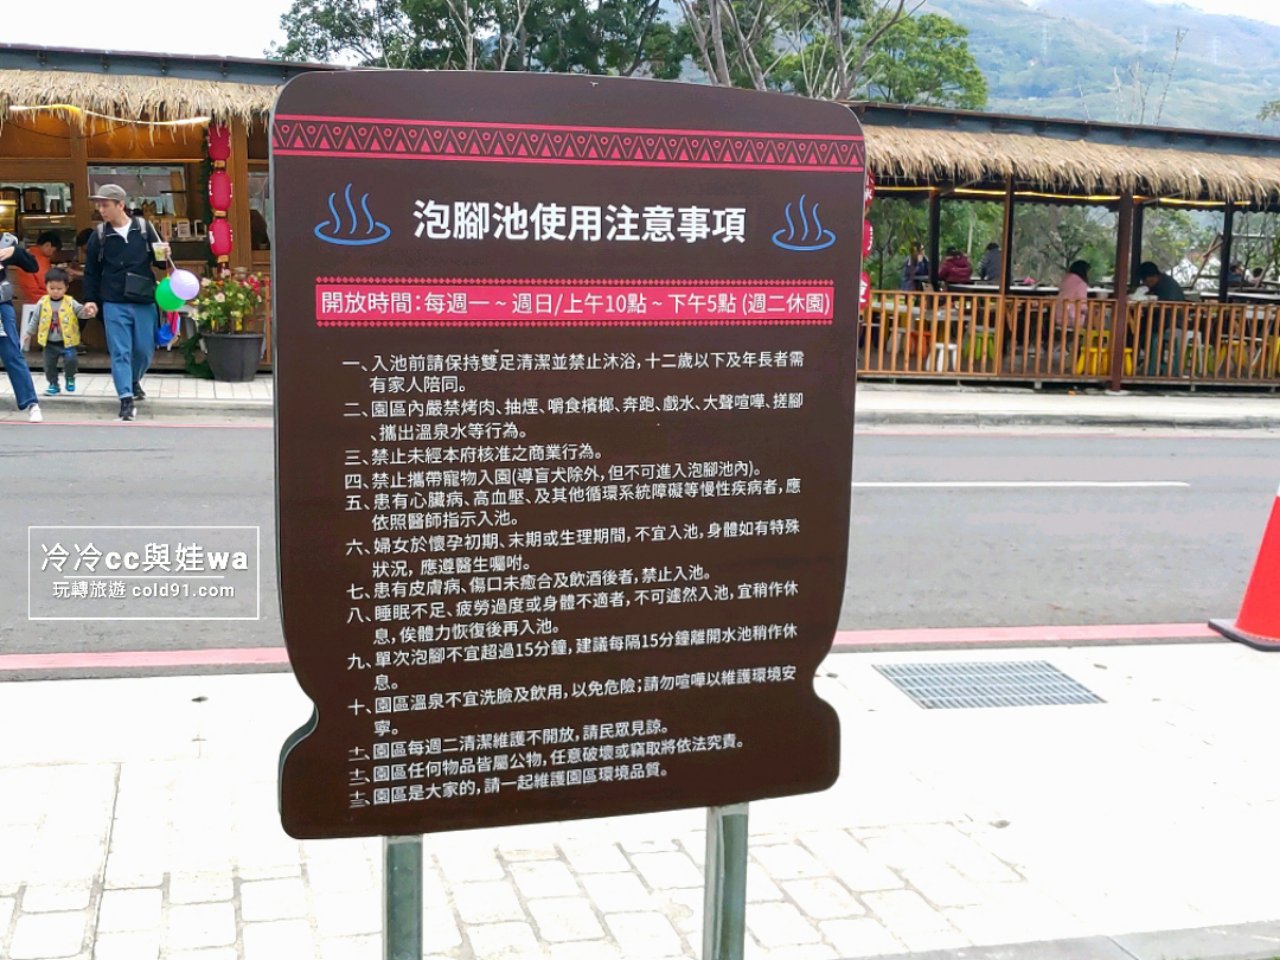 泡腳池使用注意事項
開放時間：每週一 ~ 週日/上午10點 ~ 下午5點 (週二休園)
一、入池前請保持雙足清潔並禁止沐浴，十二歲以下及年長者需
有家人陪同。
二、園區內嚴禁烤肉、抽煙、嚼食檳榔、奔跑、戲水、大聲喧嘩、搓腳
、攜出溫泉水等行為。
三、禁止未經本府核准之商業行為。
四、禁止攜帶寵物入園(導盲犬除外，但不可進入泡腳池內)。
五、患有心臟病、高血壓、及其他循環系統障礙等慢性疾病者，應
依照醫師指示入池。
六、婦女於懷孕初期、末期或生理期間，不宜入池，身體如有特殊
狀況，應遵醫生囑咐。
七、患有皮膚病、傷口未癒合及飲酒後者，禁止入池。
八、睡眠不足、疲勞過度或身體不適者，不可遽然入池，宜稍作休
息，俟體力恢復後再入池。
九、單次泡腳不宜超過15分鐘，建議每隔15分鐘離開水池稍作休
息。
十、園區溫泉不宜洗臉及飲用，以免危險；請勿喧嘩以維護環境安
寧。
十一、園區每週二清潔維護不開放，請民眾見諒。
十二、園區任何物品皆屬公物，任意破壞或竊取將依法究責。
十三、園區是大家的，請一起維護園區環境品質。
冷冷cc與娃wa
玩轉旅遊 cold91.com